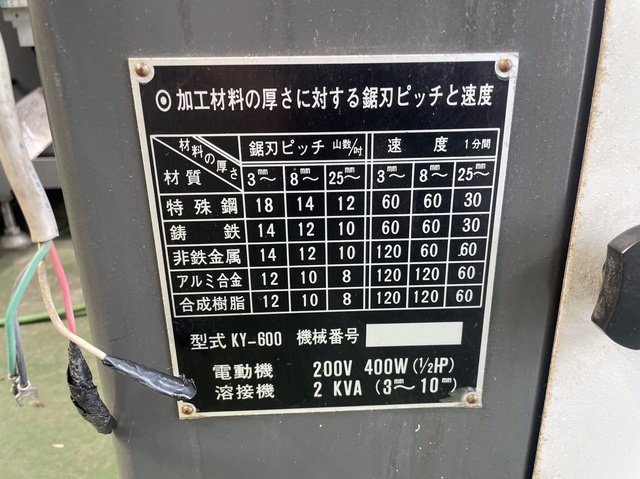 ◎加工材料の厚さに対する鋸刃ピッチと速度
材料の厚さ 鋸刃ピッチ 山数/吋 速度 1分間
材質 3mm〜 8mm〜 25mm〜 3mm〜 8mm〜 25mm〜
特殊鋼 18 14 12 60 60 30
鋳鉄 14 12 10 60 60 30
非鉄金属 14 12 10 120 60 60
アルミ合金 12 10 8 120 120 60
合成樹脂 12 10 8 120 120 60
型式 KY-600 機械番号
電動機 200V 400W (1/2HP)
溶接機 2 KVA (3mm〜10mm)